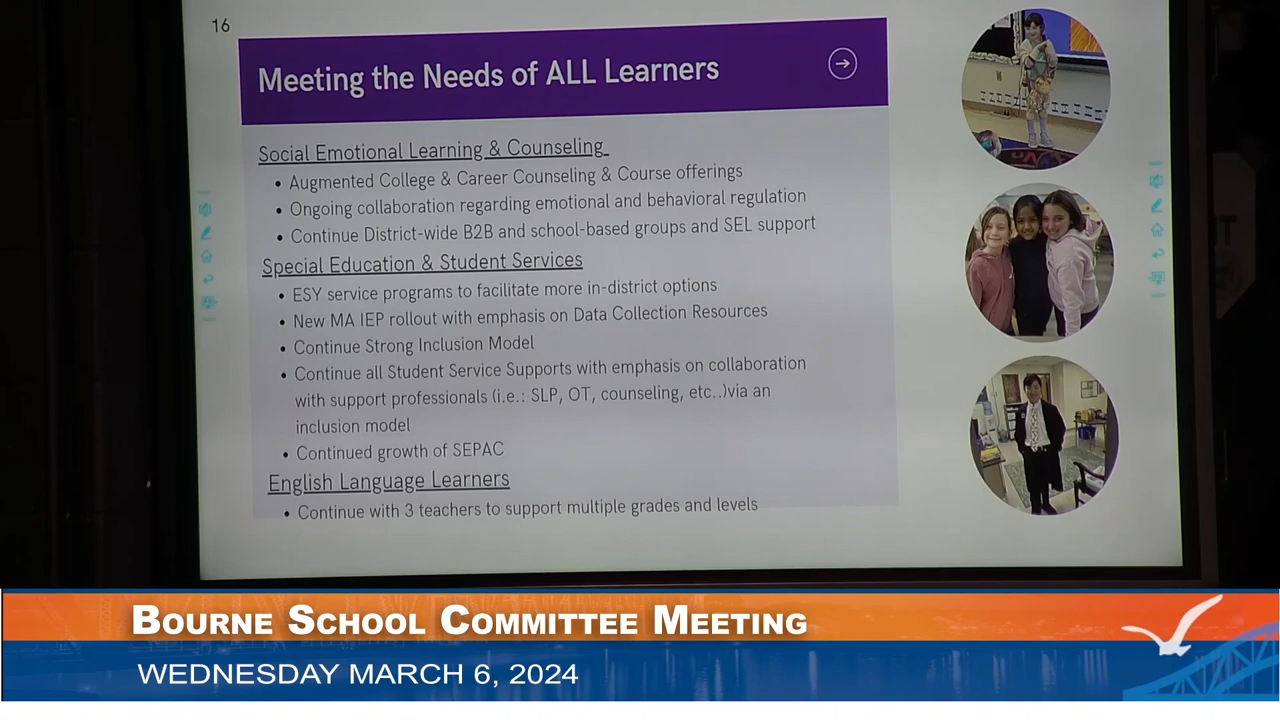 16
Meeting the Needs of ALL Learners
Social Emotional Learning & Counseling
• Augmented College & Career Counseling & Course offerings
• Ongoing collaboration regarding emotional and behavioral regulation
• Continue District-wide B2B and school-based groups and SEL support
Special Education & Student Services
• ESY service programs to facilitate more in-district options
• New MA IEP rollout with emphasis on Data Collection Resources
• Continue Strong Inclusion Model
• Continue all Student Service Supports with emphasis on collaboration
with support professionals (i.e.: SLP, OT, counseling, etc..)via an
inclusion model
• Continued growth of SEPAC
English Language Learners
• Continue with 3 teachers to support multiple grades and levels
BOURNE SCHOOL COMMITTEE MEETING
WEDNESDAY MARCH 6, 2024